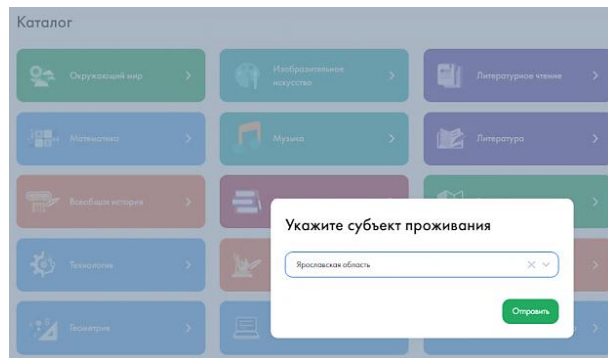 Каталог
Окружающий мир
Изобразительное
искусство
Литературное чтение
Математика
Музыка
Литература
Всеобщая история
Укажите субъект проживания
Ярославская область
Технология
Отправить
Геометрия